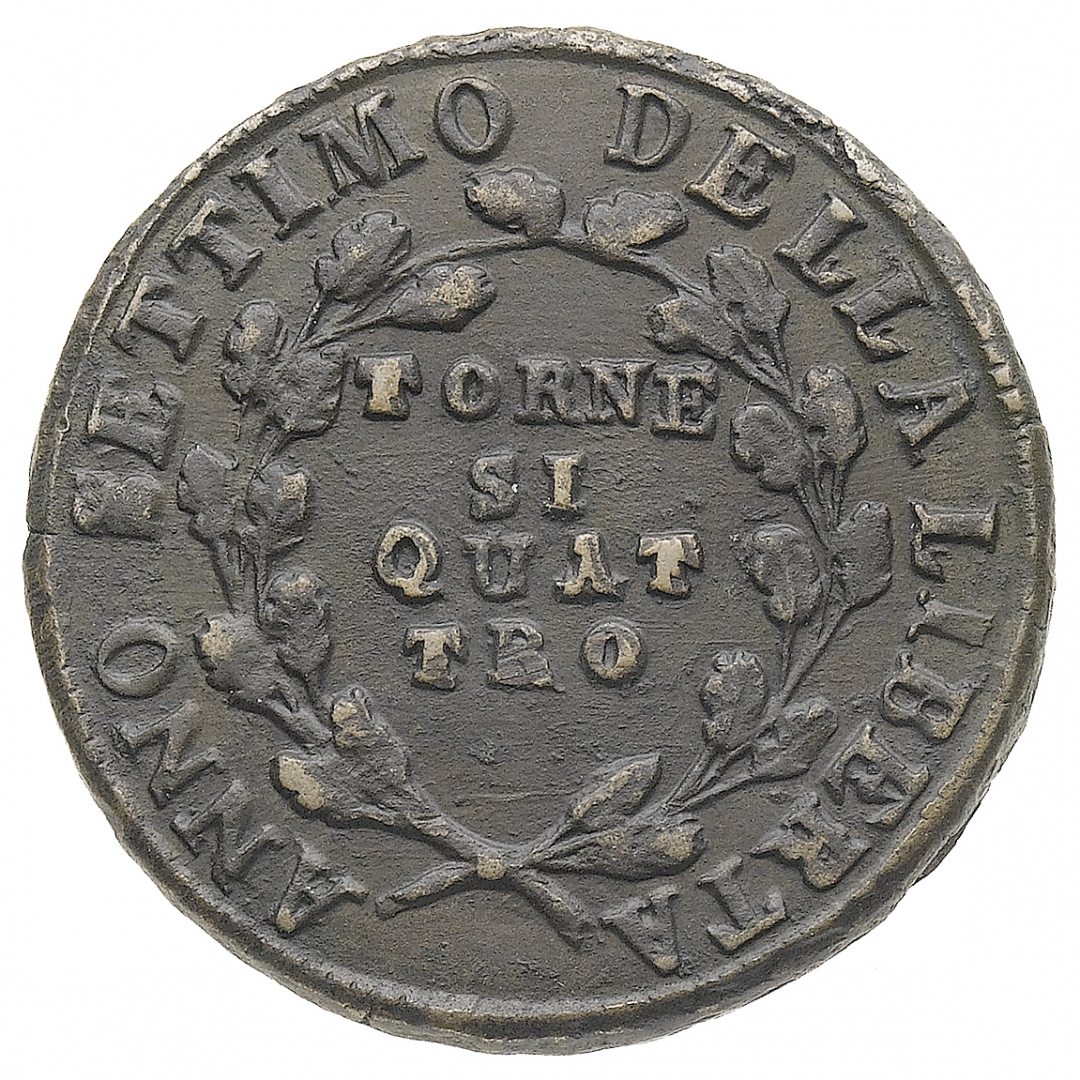 ANNO SETTIMO DELLA LIBERTA
TORNE
SI
QUAT
TRO